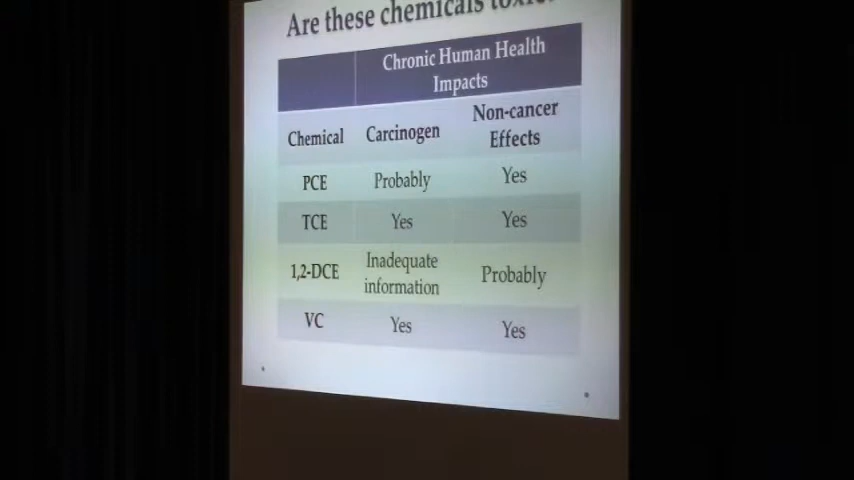 Are these chemicals toxic?
Chronic Human Health
Impacts
Chemical Carcinogen Non-cancer
Effects
PCE Probably Yes
TCE Yes Yes
1,2-DCE Inadequate
information Probably
VC Yes Yes